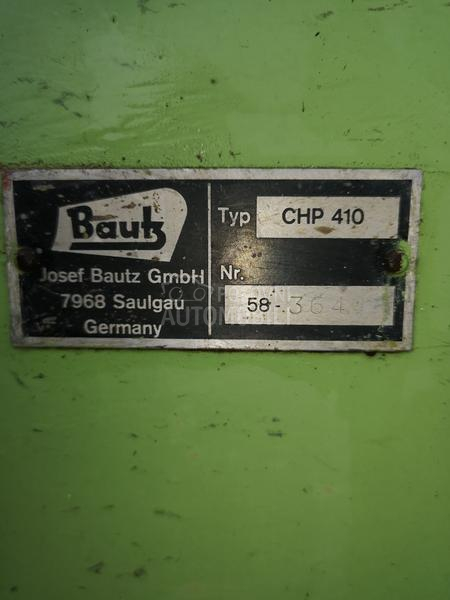 Bautz
Josef Bautz GmbH
7968 Saulgau
Germany
Typ CHP 410
Nr.
58-364